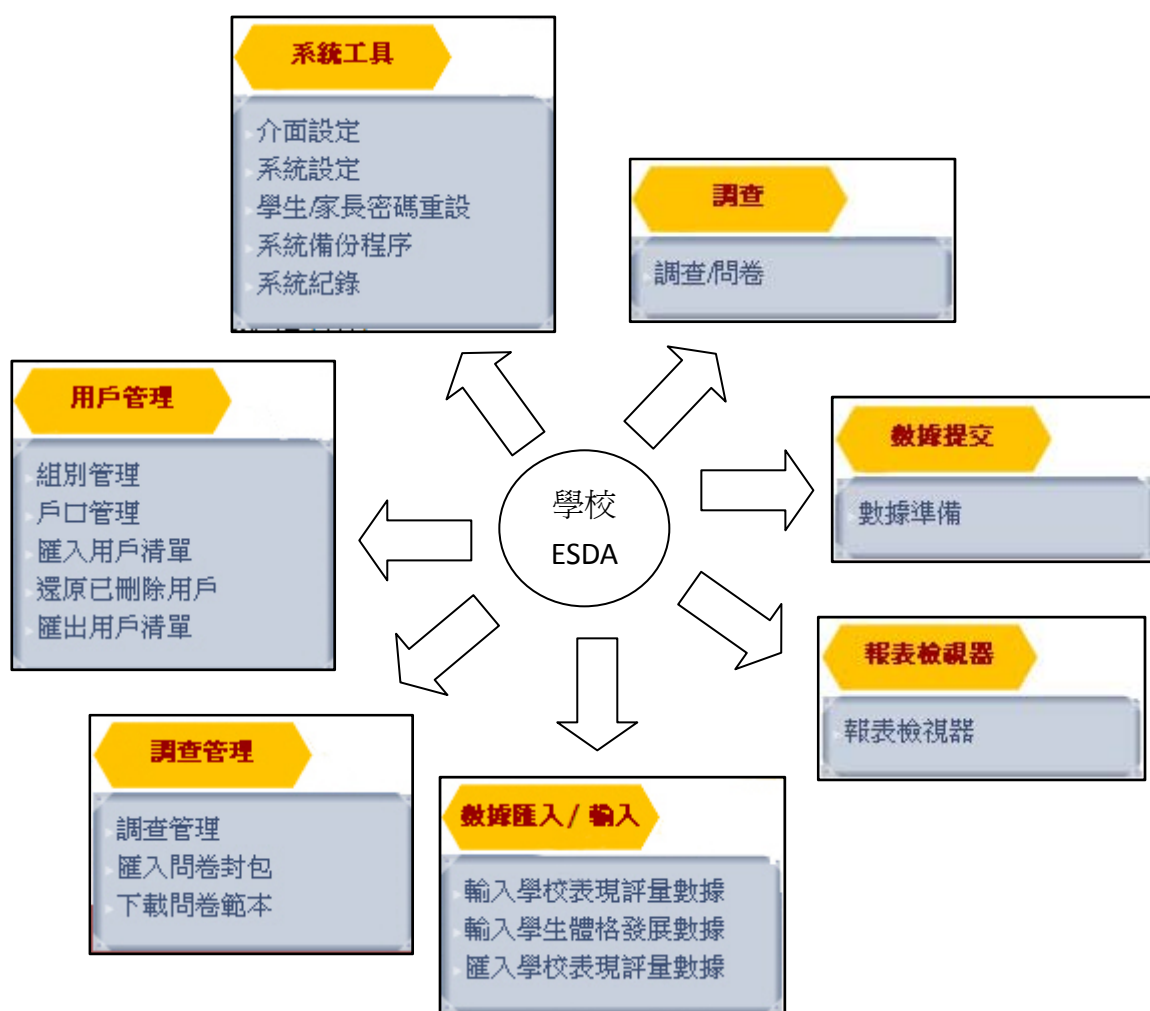 系統工具
介面設定
系統設定
學生/家長密碼重設
系統備份程序
系統紀錄
調查
調查/問卷
用戶管理
組別管理
戶口管理
匯入用戶清單
還原已刪除用戶
匯出用戶清單
數據提交
數據準備
學校
ESDA
報表檢視器
報表檢視器
調查管理
調查管理
匯入問卷封包
下載問卷範本
數據匯入 / 輸入
輸入學校表現評量數據
輸入學生體格發展數據
匯入學校表現評量數據